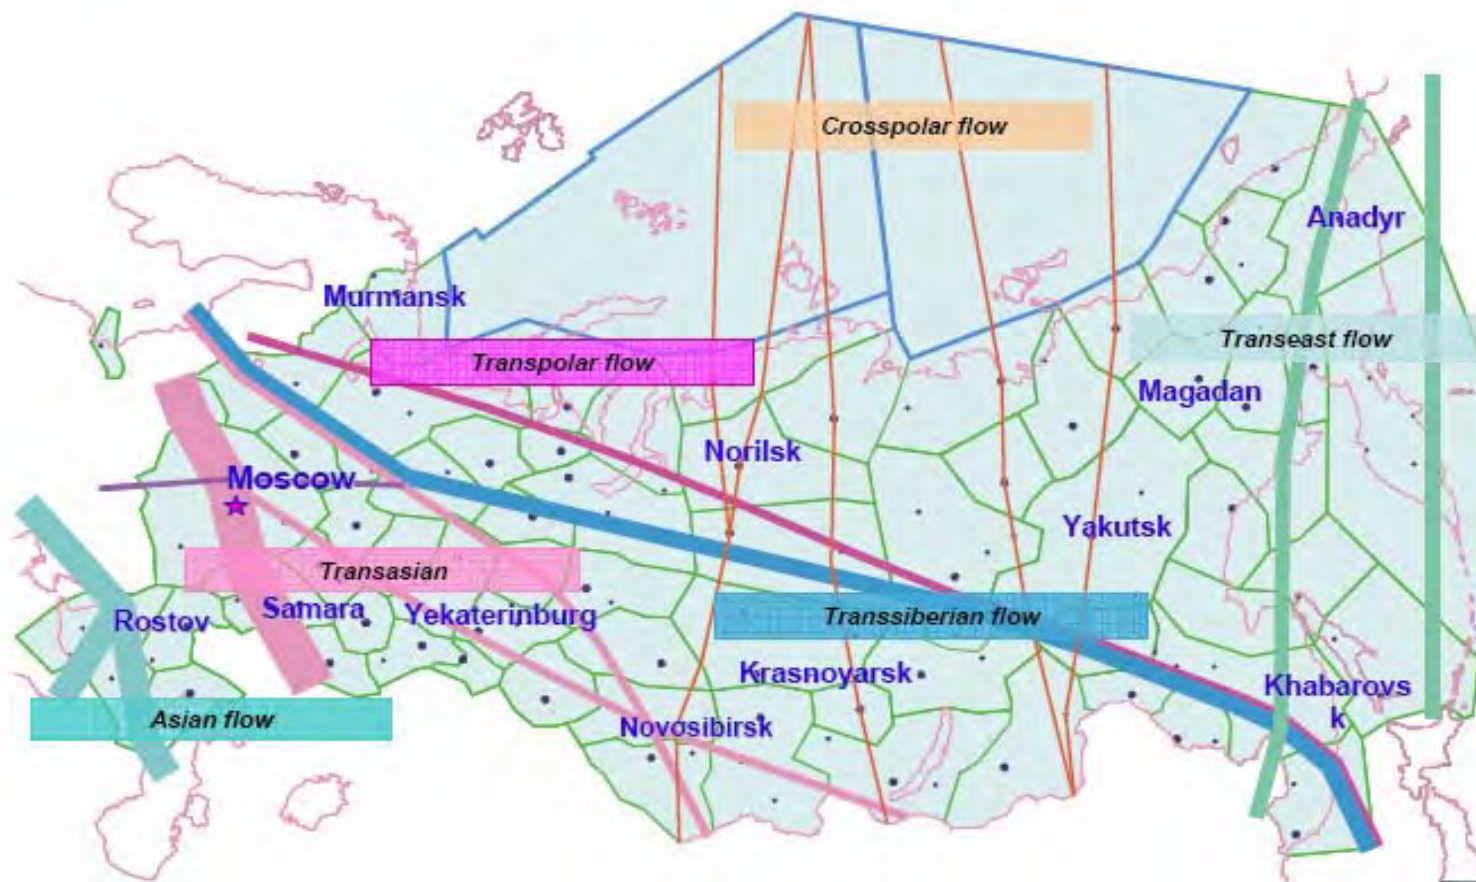 Crosspolar flow
Anadyr
Murmansk
Transeast flow
Transpolar flow
Magadan
Norilsk
Moscow
Yakutsk
Transasian
Samara
Yekaterinburg
Rostov
Transsiberian flow
Krasnoyarsk
Khabarovs
k
Asian flow
Novosibirsk